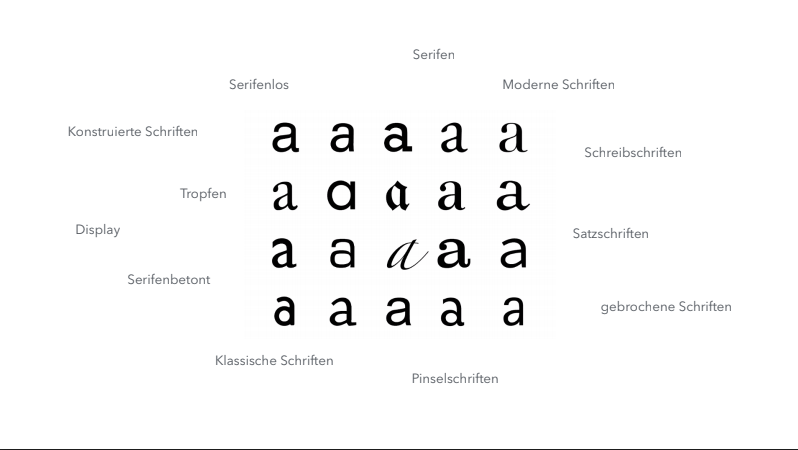 Serifen
Serifenlos
Moderne Schriften
Konstruierte Schriften
a a a a a
Schreibschriften
Tropfen
a a a a a
Display
Satzschriften
a a a a a
Serifenbetont
gebrochene Schriften
a a a a a
Klassische Schriften
Pinselschriften